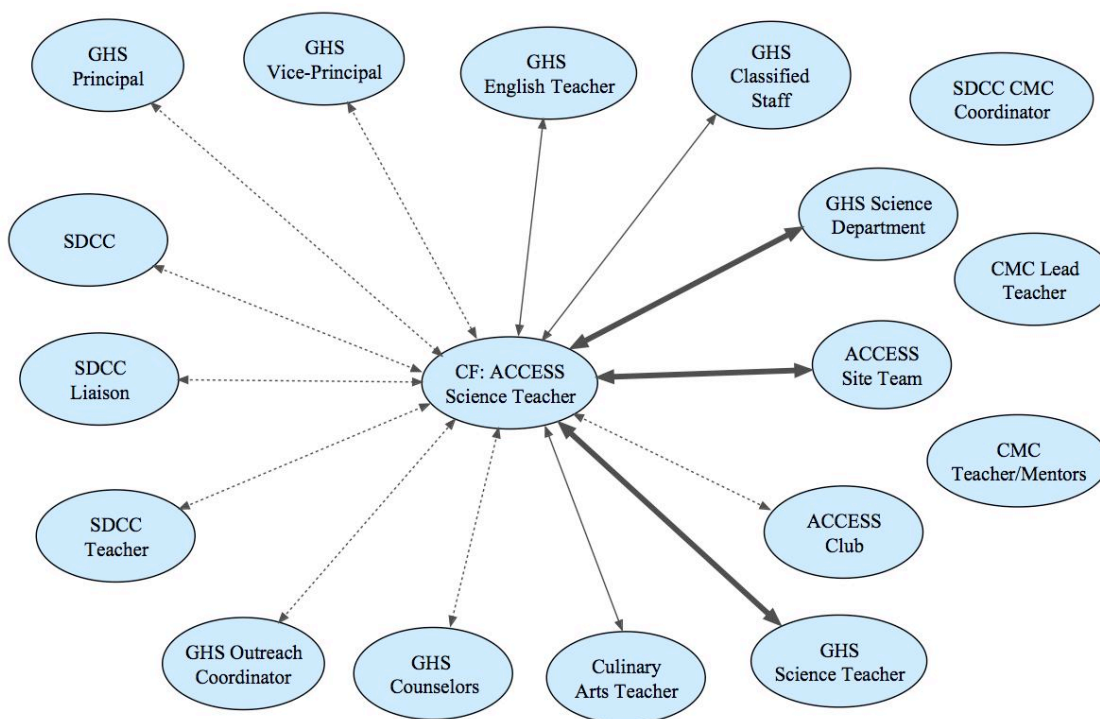 GHS
Principal
GHS
Vice-Principal
GHS
English Teacher
GHS
Classified
Staff
SDCC CMC
Coordinator
SDCC
GHS Science
Department
CMC Lead
Teacher
SDCC
Liaison
CF: ACCESS
Science Teacher
ACCESS
Site Team
CMC
Teacher/Mentors
SDCC
Teacher
ACCESS
Club
GHS Outreach
Coordinator
GHS
Counselors
Culinary
Arts Teacher
GHS
Science Teacher